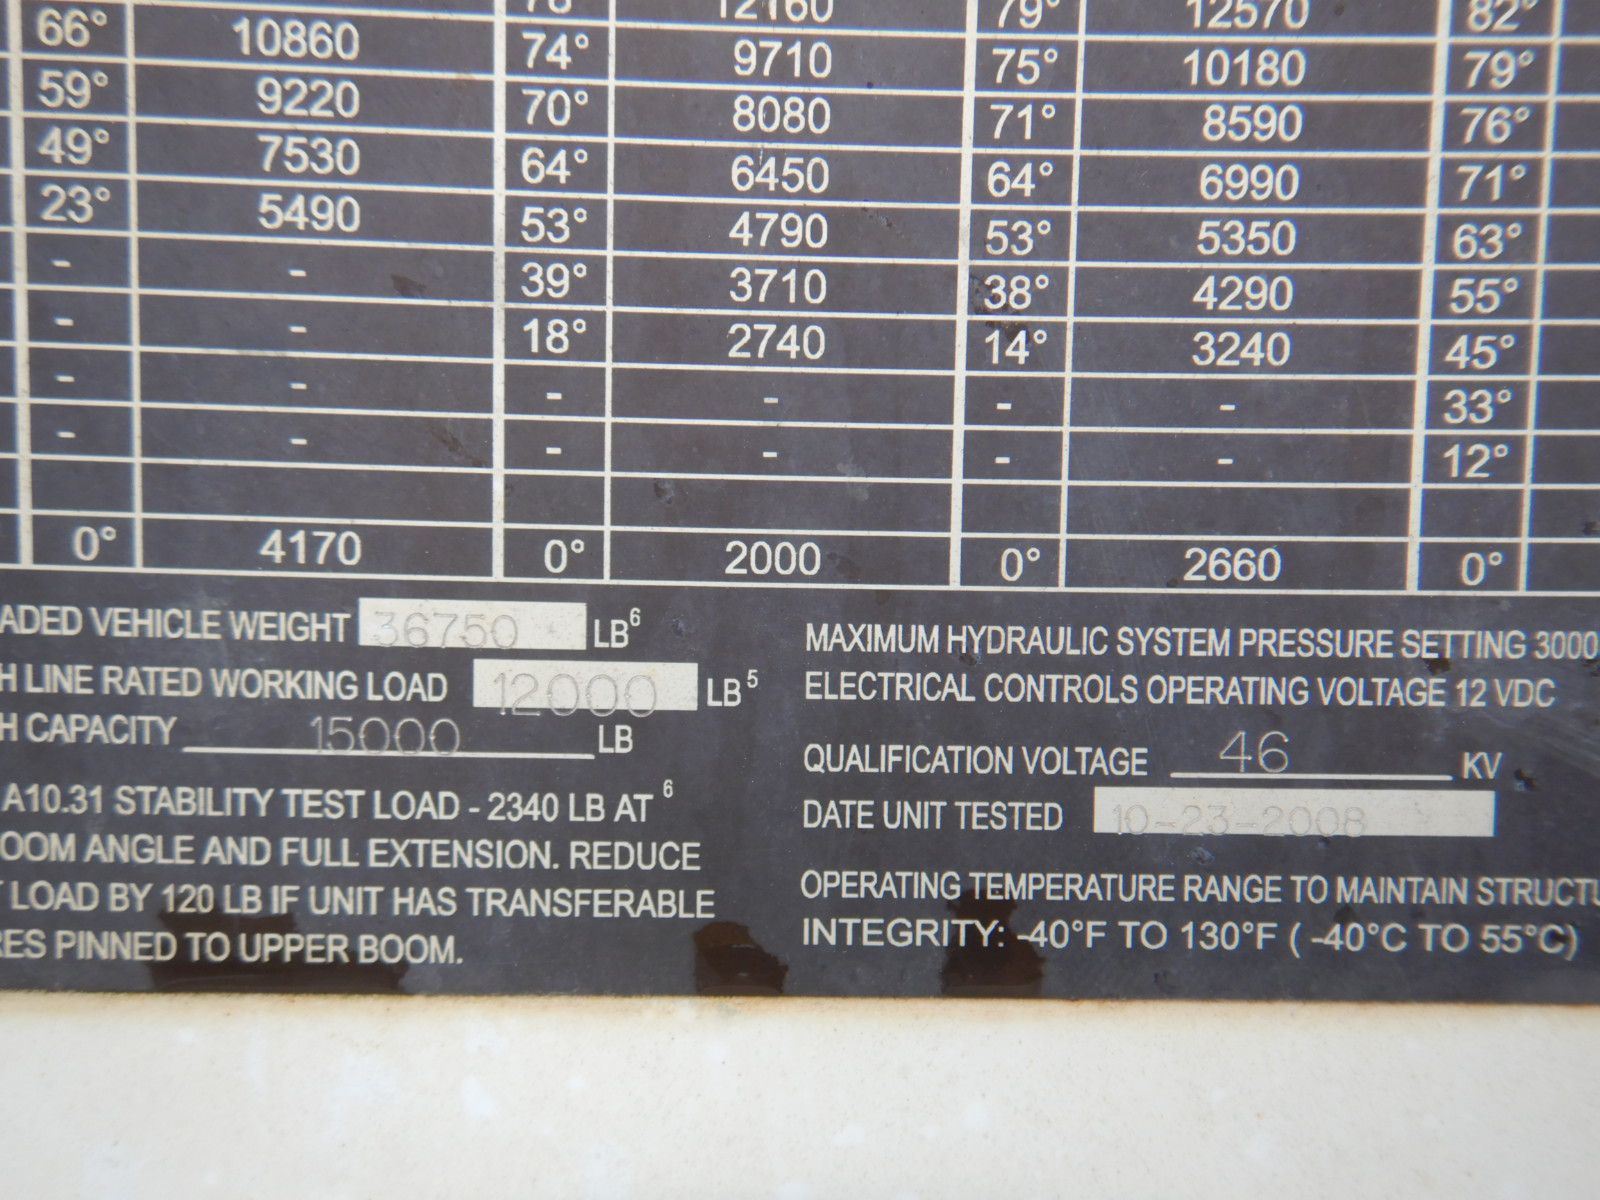 78° 12160 79° 12570 82°
66° 10860 74° 9710 75° 10180 79°
59° 9220 70° 8080 71° 8590 76°
49° 7530 64° 6450 64° 6990 71°
23° 5490 53° 4790 53° 5350 63°
- - 39° 3710 38° 4290 55°
- - 18° 2740 14° 3240 45°
- - - - - - 33°
- - - - - - 12°
0° 4170 0° 2000 0° 2660 0°
ADED VEHICLE WEIGHT 36750 LB6
H LINE RATED WORKING LOAD 12000 LB5
H CAPACITY 15000 LB
A10.31 STABILITY TEST LOAD - 2340 LB AT 6
OOM ANGLE AND FULL EXTENSION. REDUCE
T LOAD BY 120 LB IF UNIT HAS TRANSFERABLE
RES PINNED TO UPPER BOOM.
MAXIMUM HYDRAULIC SYSTEM PRESSURE SETTING 3000
ELECTRICAL CONTROLS OPERATING VOLTAGE 12 VDC
QUALIFICATION VOLTAGE 46 KV
DATE UNIT TESTED 10-23-2008
OPERATING TEMPERATURE RANGE TO MAINTAIN STRUCTU
INTEGRITY: -40°F TO 130°F ( -40°C TO 55°C)